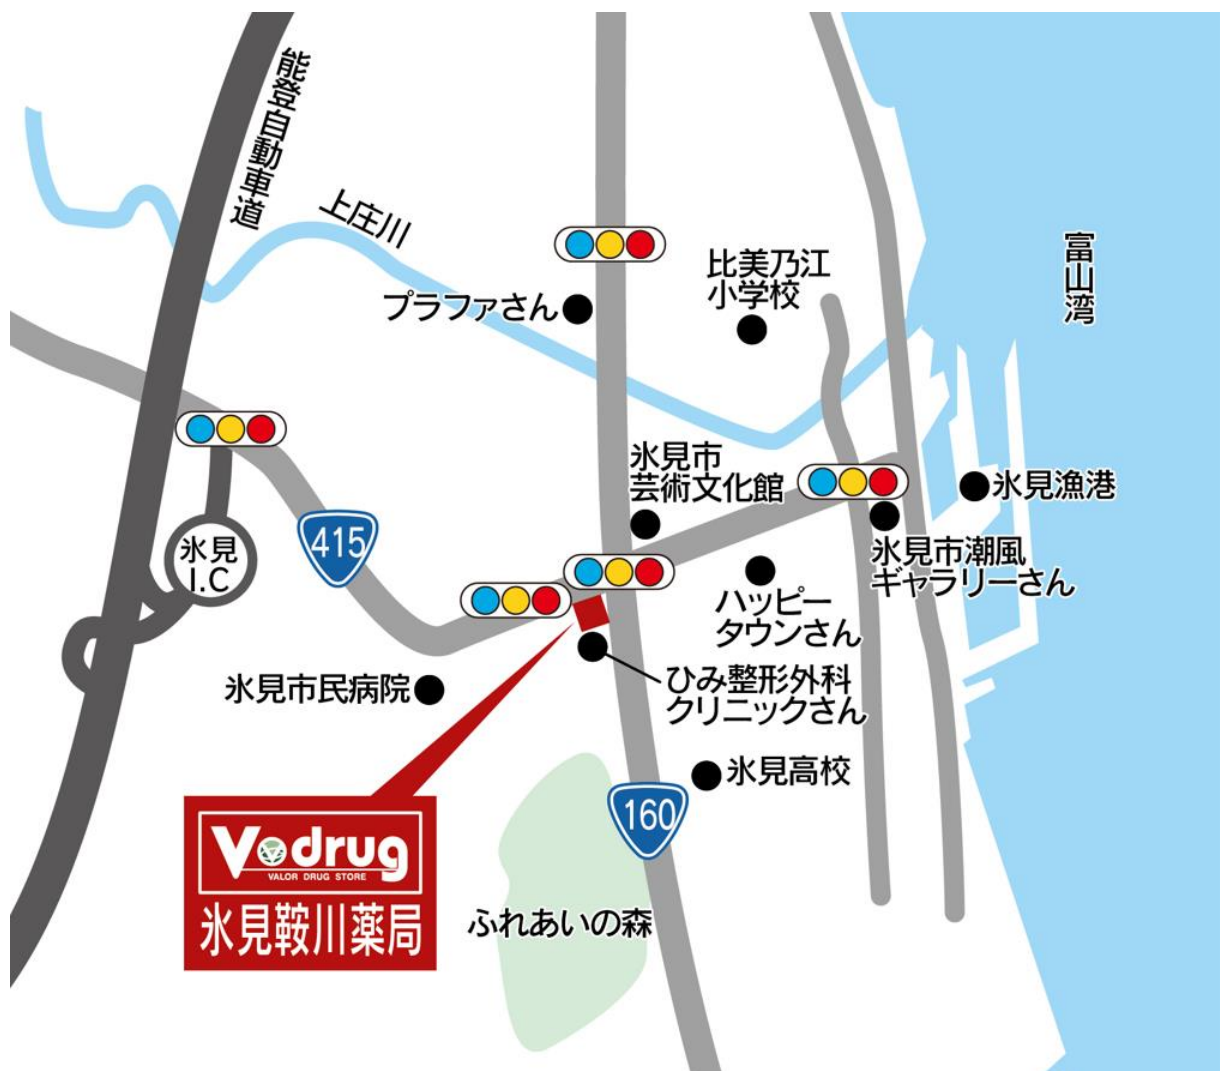 能登自動車道
上庄川
富山湾
比美乃江
小学校
プラファさん
氷見市
芸術文化館
氷見漁港
415
氷見
I.C
氷見市潮風
ギャラリーさん
ハッピー
タウンさん
ひみ整形外科
クリニックさん
氷見市民病院
氷見高校
160
Vdrug
VALOR DRUG STORE
氷見鞍川薬局
ふれあいの森